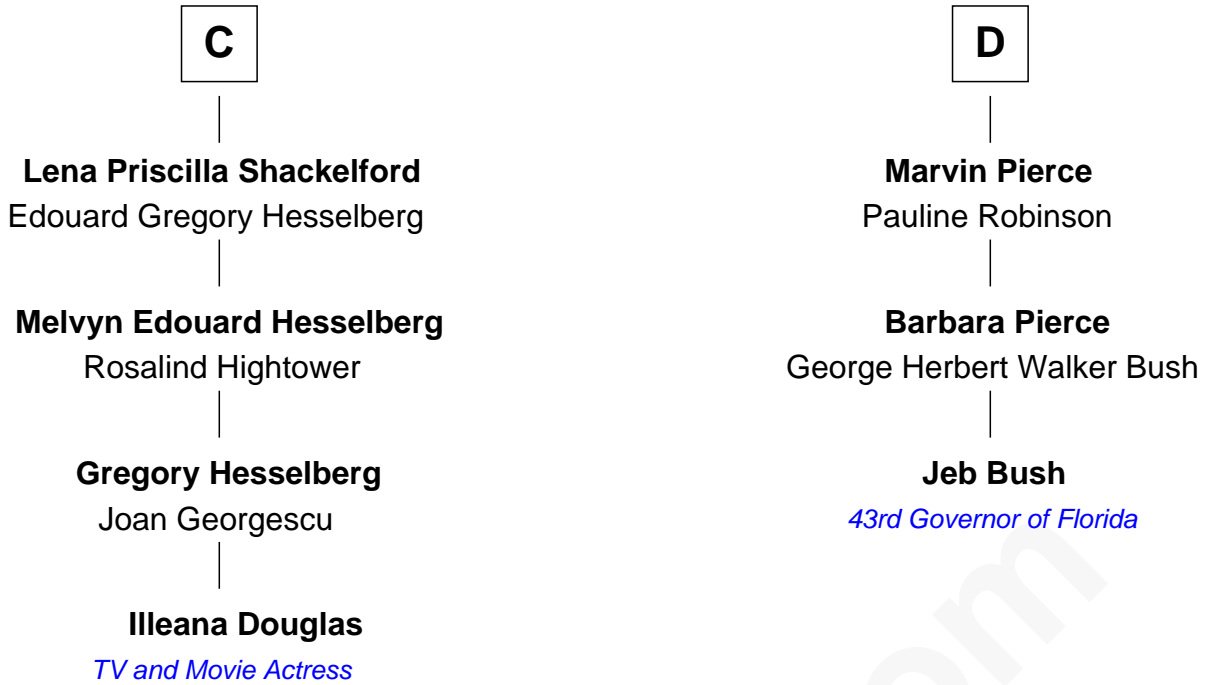 C
Lena Priscilla Shackelford
Edouard Gregory Hesselberg
Melvyn Edouard Hesselberg
Rosalind Hightower
Gregory Hesselberg
Joan Georgescu
Illeana Douglas
TV and Movie Actress
D
Marvin Pierce
Pauline Robinson
Barbara Pierce
George Herbert Walker Bush
Jeb Bush
43rd Governor of Florida
om